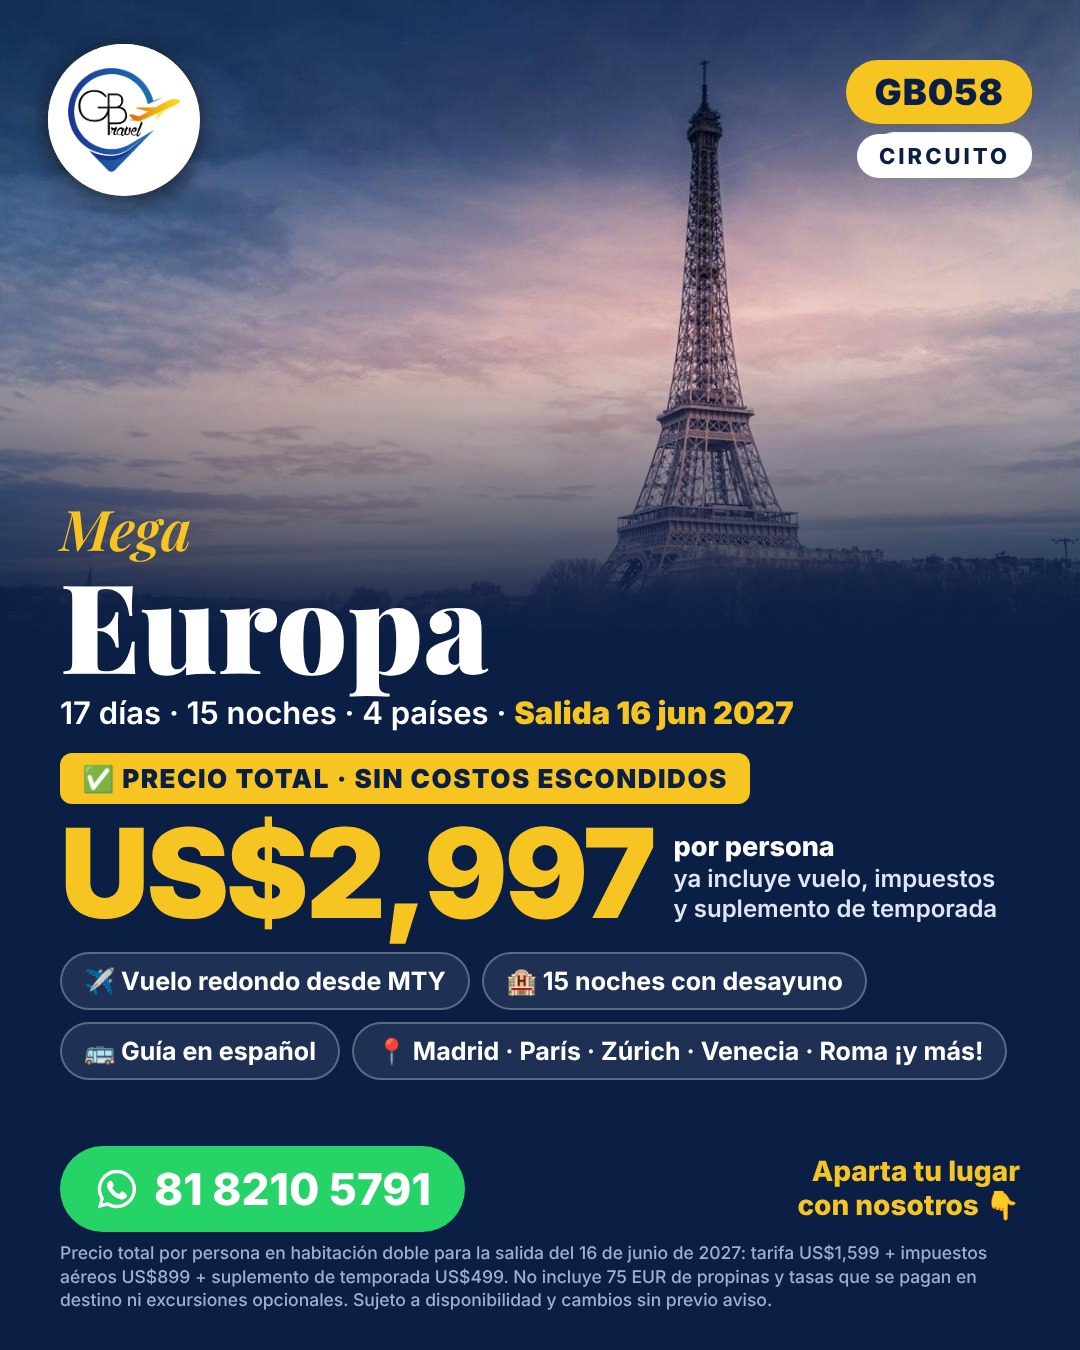 GB
Travel
GB058
CIRCUITO
Mega
Europa
17 días · 15 noches · 4 países · Salida 16 jun 2027
✅ PRECIO TOTAL · SIN COSTOS ESCONDIDOS
US$2,997
por persona
ya incluye vuelo, impuestos
y suplemento de temporada
✈️ Vuelo redondo desde MTY
🏨 15 noches con desayuno
🚌 Guía en español
📍 Madrid · París · Zúrich · Venecia · Roma ¡y más!
81 8210 5791
Aparta tu lugar
con nosotros 👇
Precio total por persona en habitación doble para la salida del 16 de junio de 2027: tarifa US$1,599 + impuestos
aéreos US$899 + suplemento de temporada US$499. No incluye 75 EUR de propinas y tasas que se pagan en
destino ni excursiones opcionales. Sujeto a disponibilidad y cambios sin previo aviso.